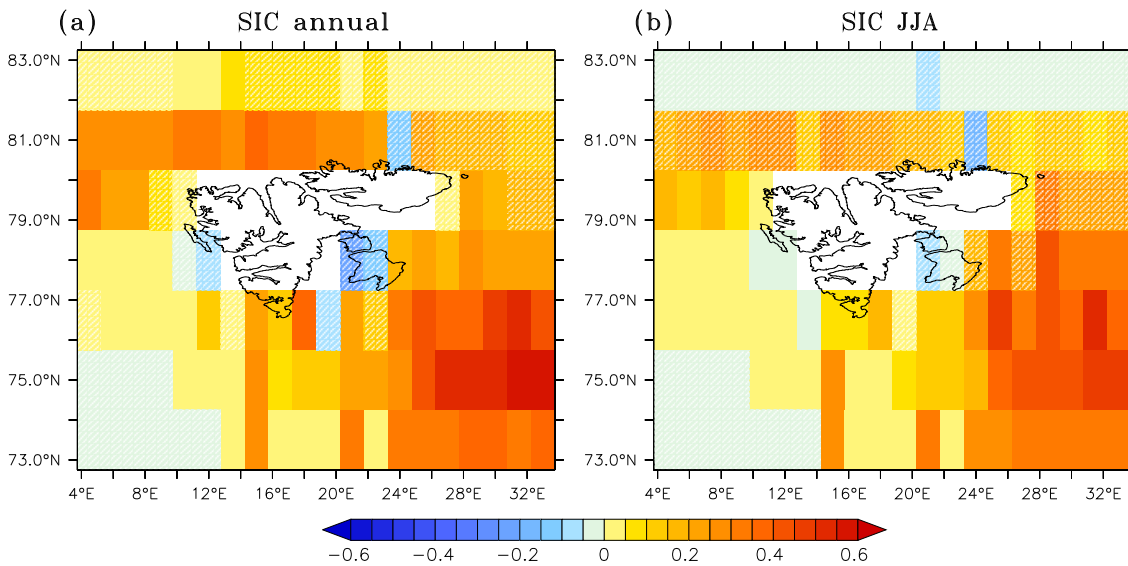 (a) SIC annual (b) SIC JJA
83.0°N 83.0°N
81.0°N 81.0°N
79.0°N 79.0°N
77.0°N 77.0°N
75.0°N 75.0°N
73.0°N 73.0°N
4°E 8°E 12°E 16°E 20°E 24°E 28°E 32°E 4°E 8°E 12°E 16°E 20°E 24°E 28°E 32°E
−0.6 −0.4 −0.2 0 0.2 0.4 0.6